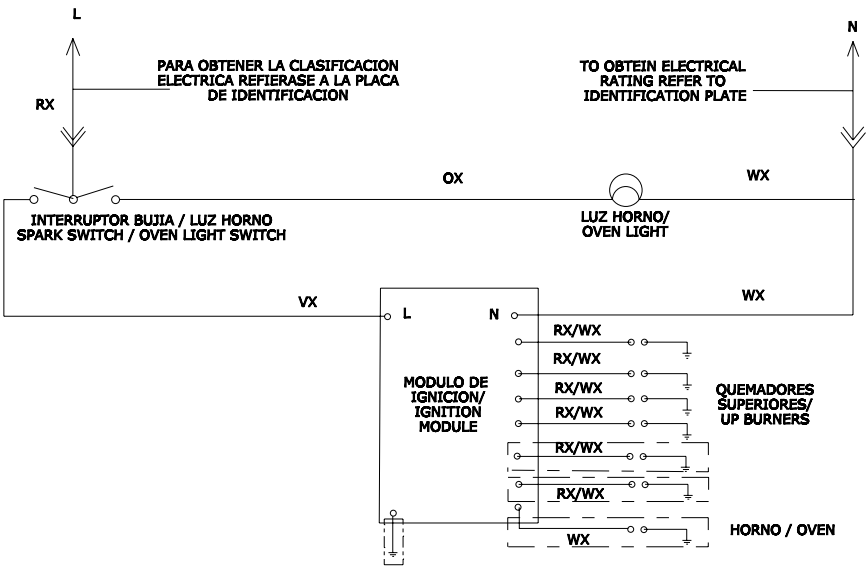 L
N
PARA OBTENER LA CLASIFICACION
ELECTRICA REFIERASE A LA PLACA
DE IDENTIFICACION
TO OBTEIN ELECTRICAL
RATING REFER TO
IDENTIFICATION PLATE
RX
OX
WX
INTERRUPTOR BUJIA / LUZ HORNO
SPARK SWITCH / OVEN LIGHT SWITCH
LUZ HORNO/
OVEN LIGHT
VX
WX
L
N
RX/WX
RX/WX
RX/WX
RX/WX
RX/WX
RX/WX
WX
MODULO DE
IGNICION/
IGNITION
MODULE
QUEMADORES
SUPERIORES/
UP BURNERS
HORNO / OVEN